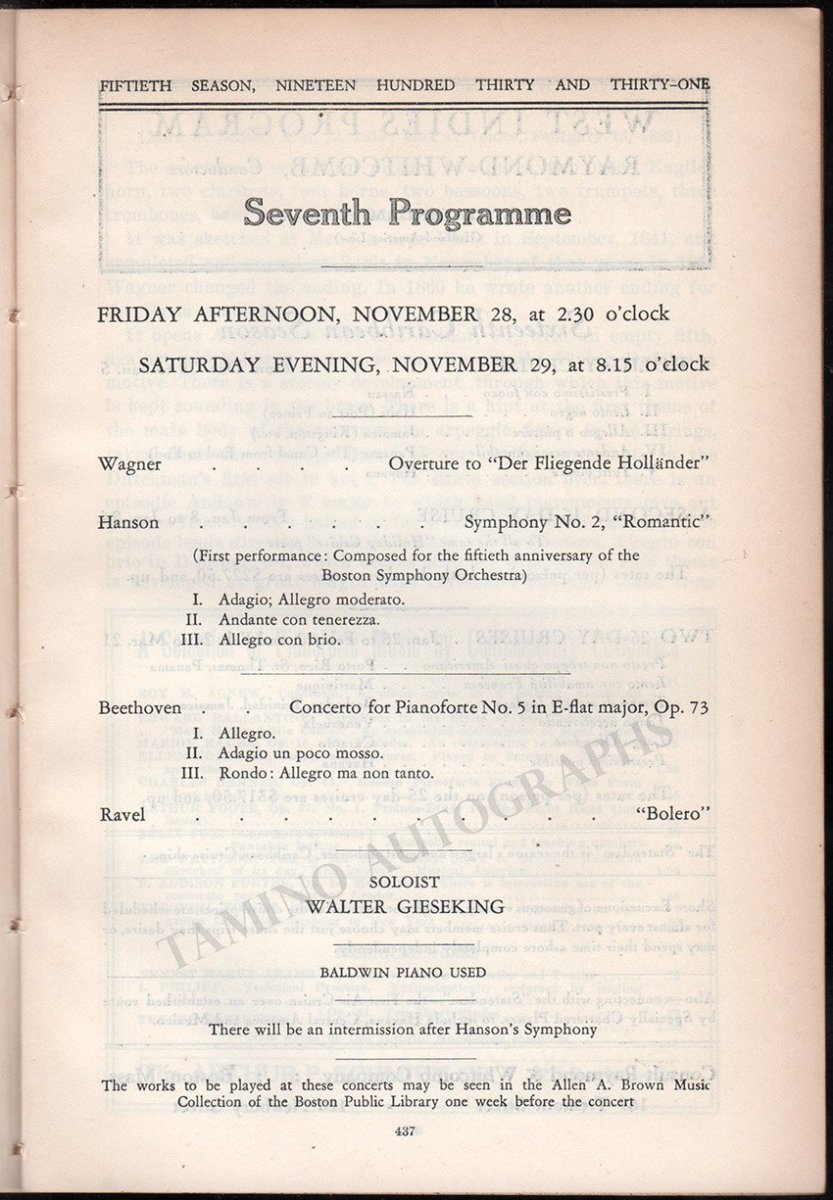 FIFTIETH SEASON, NINETEEN HUNDRED THIRTY AND THIRTY-ONE
Seventh Programme
FRIDAY AFTERNOON, NOVEMBER 28, at 2.30 o'clock
SATURDAY EVENING, NOVEMBER 29, at 8.15 o'clock
Wagner . . . . Overture to "Der Fliegende Holländer"
Hanson . . . . . Symphony No. 2, "Romantic"
(First performance: Composed for the fiftieth anniversary of the
Boston Symphony Orchestra)
I. Adagio; Allegro moderato.
II. Andante con tenerezza.
III. Allegro con brio.
Beethoven . . Concerto for Pianoforte No. 5 in E-flat major, Op. 73
I. Allegro.
II. Adagio un poco mosso.
III. Rondo: Allegro ma non tanto.
Ravel . . . . . . . . . . "Bolero"
SOLOIST
WALTER GIESEKING
BALDWIN PIANO USED
There will be an intermission after Hanson's Symphony
The works to be played at these concerts may be seen in the Allen A. Brown Music
Collection of the Boston Public Library one week before the concert
437
TAMINO AUTOGRAPHS